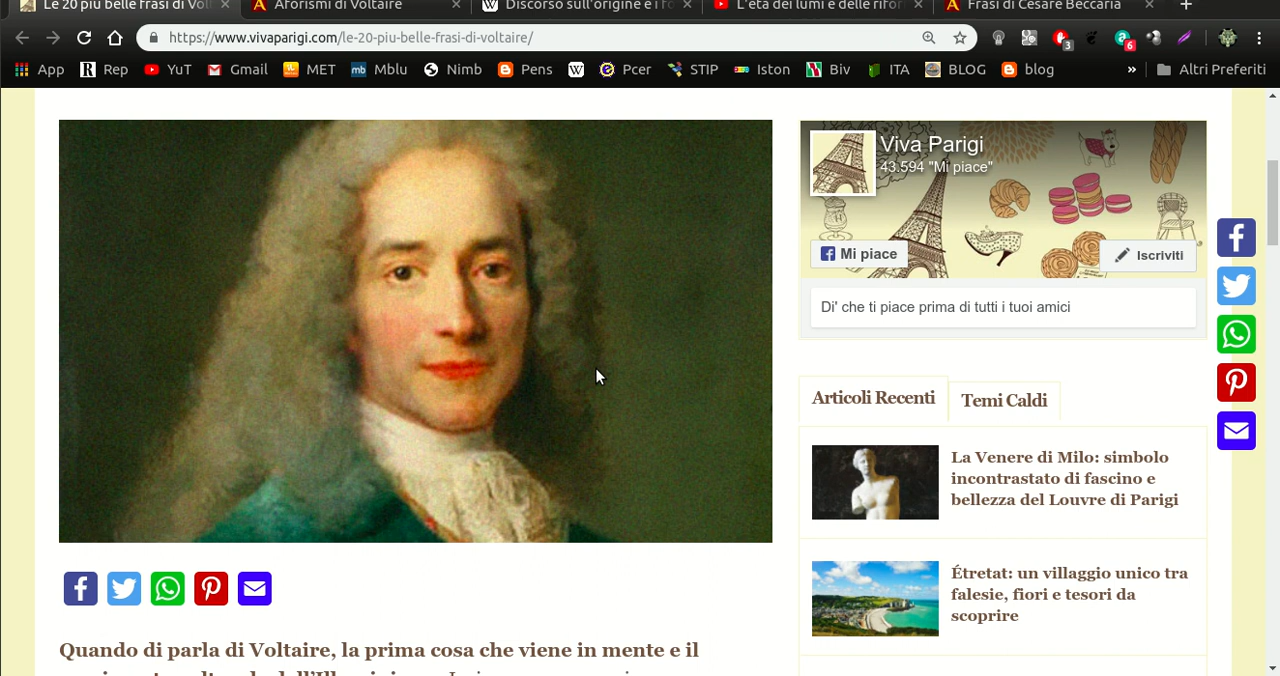 Le 20 più belle frasi di Vol
Aforismi di Voltaire
Discorso sull'origine e i fo
L'età dei lumi e delle rifor
Frasi di Cesare Beccaria
https://www.vivaparigi.com/le-20-piu-belle-frasi-di-voltaire/
3
6
App
Rep
YuT
Gmail
MET
Mblu
Nimb
Pens
Pcer
STIP
Iston
Biv
ITA
BLOG
blog
»
Altri Preferiti
Viva Parigi
43.594 "Mi piace"
Mi piace
Iscriviti
Di' che ti piace prima di tutti i tuoi amici
Articoli Recenti
Temi Caldi
La Venere di Milo: simbolo
incontrastato di fascino e
bellezza del Louvre di Parigi
Étretat: un villaggio unico tra
falesie, fiori e tesori da
scoprire
Quando di parla di Voltaire, la prima cosa che viene in mente e il